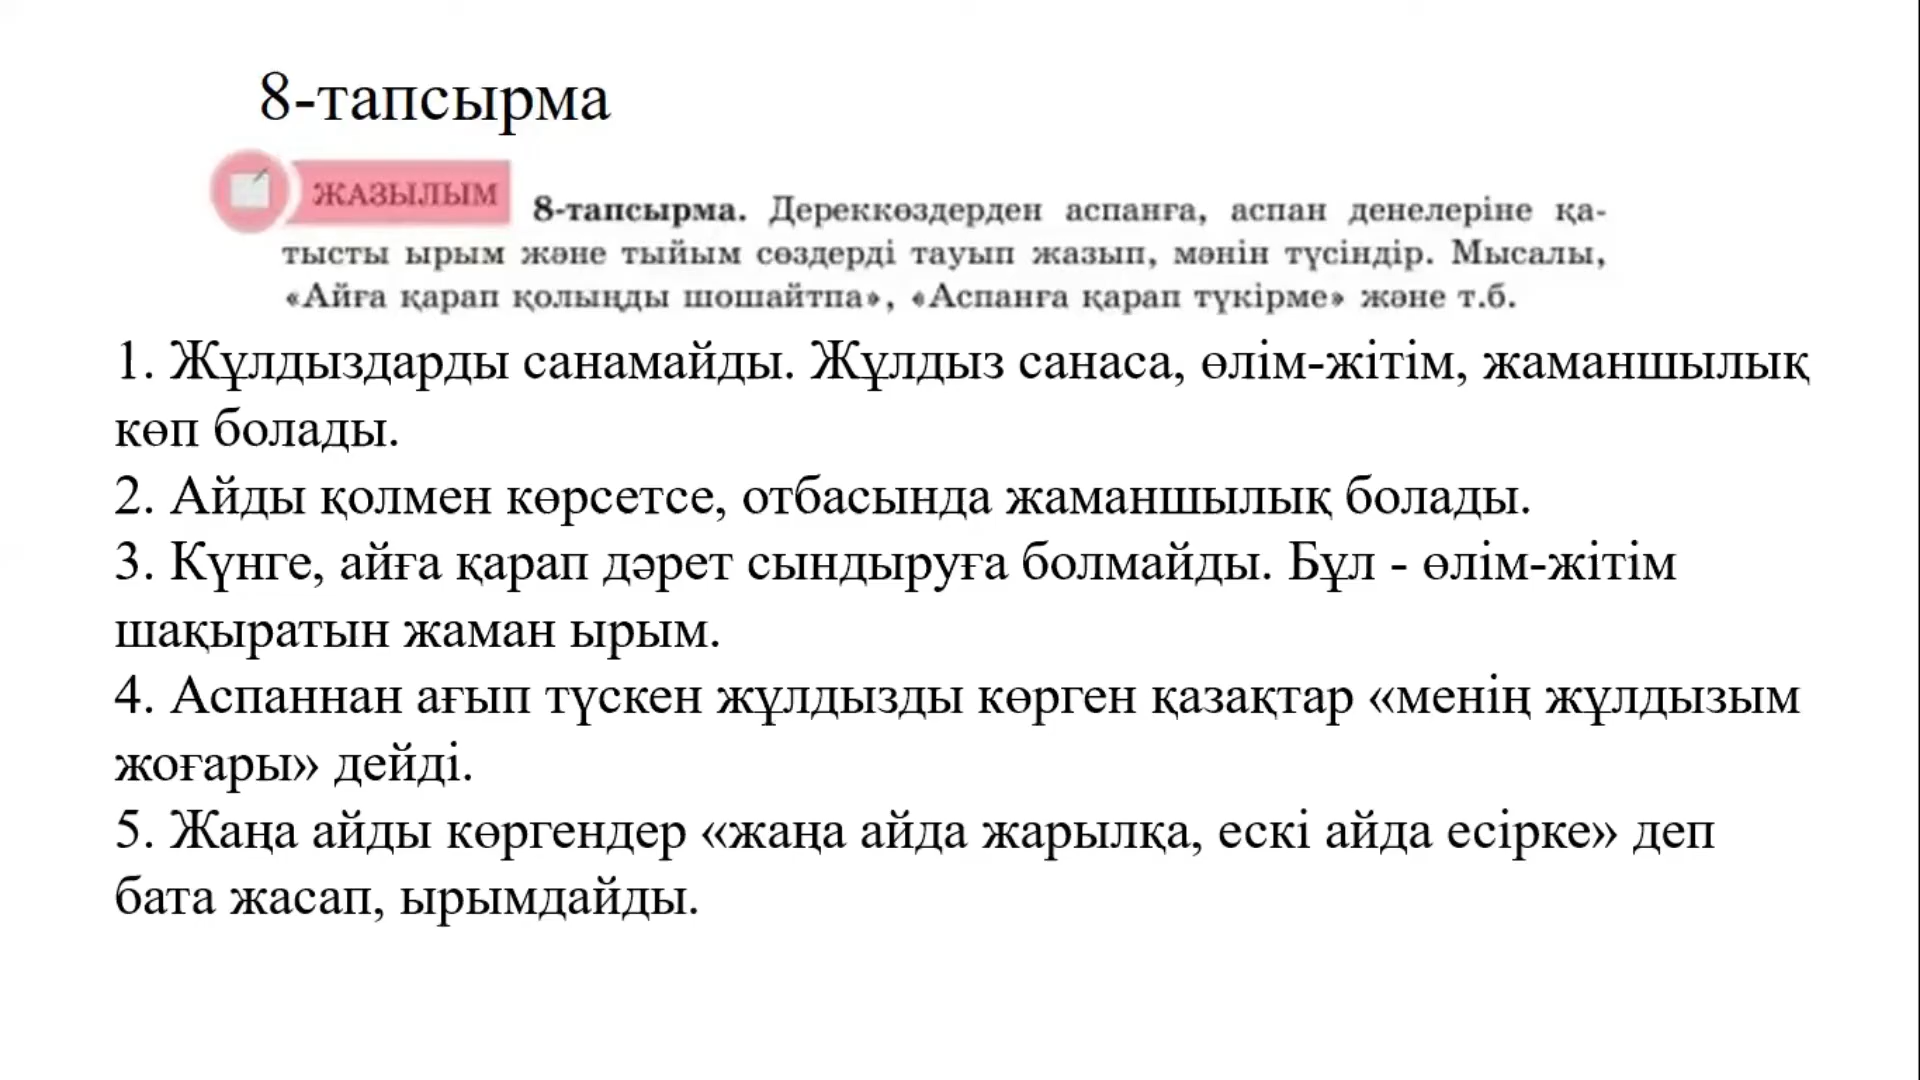 8-тапсырма
ЖАЗЫЛЫМ
8-тапсырма. Дереккөздерден аспанға, аспан денелеріне қа-
тысты ырым және тыйым сөздерді тауып жазып, мәнін түсіндір. Мысалы,
«Айға қарап қолыңды шошайтпа», «Аспанға қарап түкірме» және т.б.
1. Жұлдыздарды санамайды. Жұлдыз санаса, өлім-жітім, жаманшылық
көп болады.
2. Айды қолмен көрсетсе, отбасында жаманшылық болады.
3. Күнге, айға қарап дәрет сындыруға болмайды. Бұл - өлім-жітім
шақыратын жаман ырым.
4. Аспаннан ағып түскен жұлдызды көрген қазақтар «менің жұлдызым
жоғары» дейді.
5. Жаңа айды көргендер «жаңа айда жарылқа, ескі айда есірке» деп
бата жасап, ырымдайды.